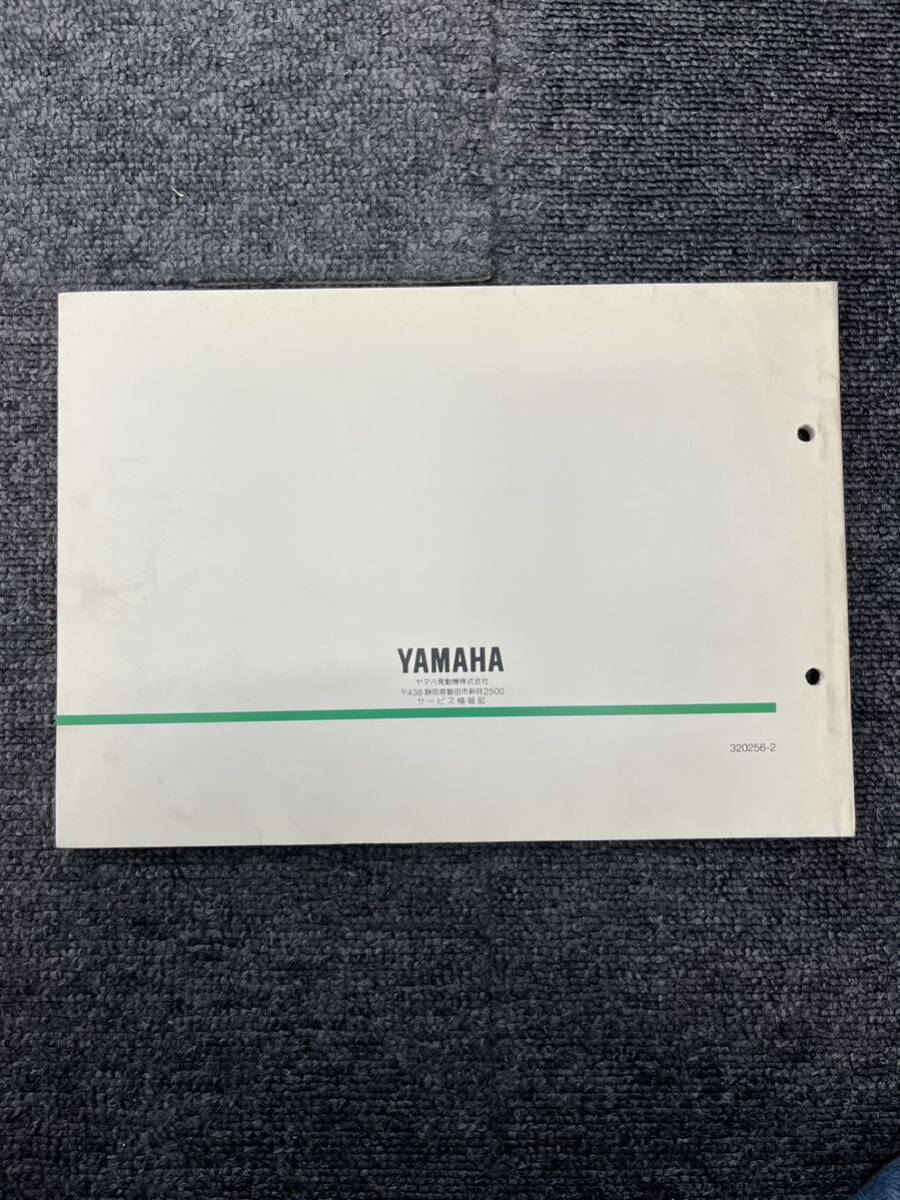 YAMAHA
ヤマハ発動機株式会社
〒438 静岡県磐田市新貝2500
サービス情報部
320256-2